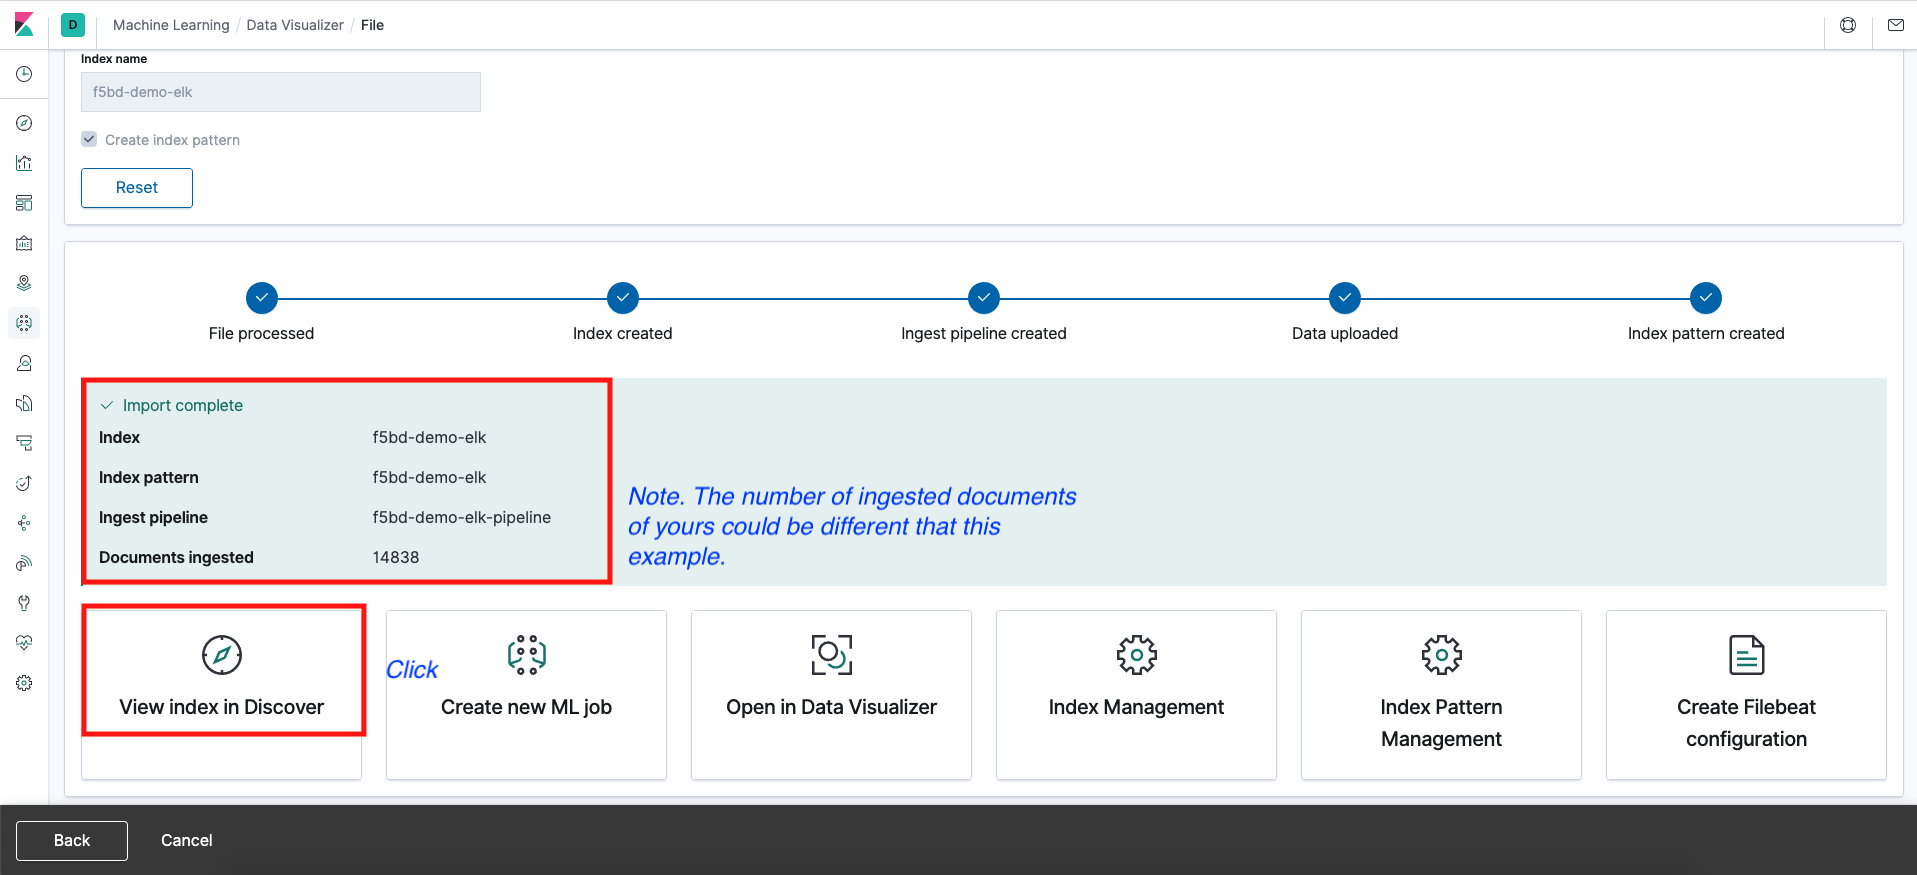 D Machine Learning / Data Visualizer / File
Index name
f5bd-demo-elk
Create index pattern
Reset
File processed
Index created
Ingest pipeline created
Data uploaded
Index pattern created
Import complete
Index f5bd-demo-elk
Index pattern f5bd-demo-elk
Ingest pipeline f5bd-demo-elk-pipeline
Documents ingested 14838
Note. The number of ingested documents
of yours could be different that this
example.
View index in Discover
Click
Create new ML job
Open in Data Visualizer
Index Management
Index Pattern
Management
Create Filebeat
configuration
Back
Cancel